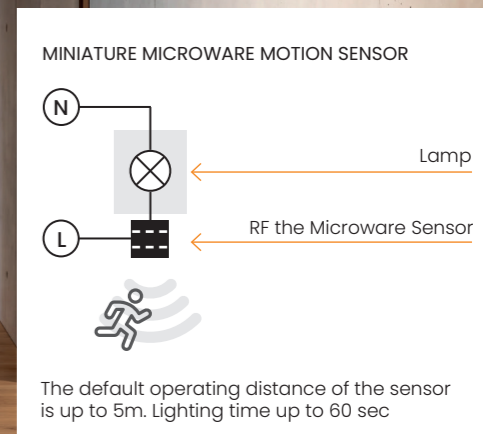 MINIATURE MICROWARE MOTION SENSOR
N
Lamp
L
RF the Microware Sensor
The default operating distance of the sensor
is up to 5m. Lighting time up to 60 sec